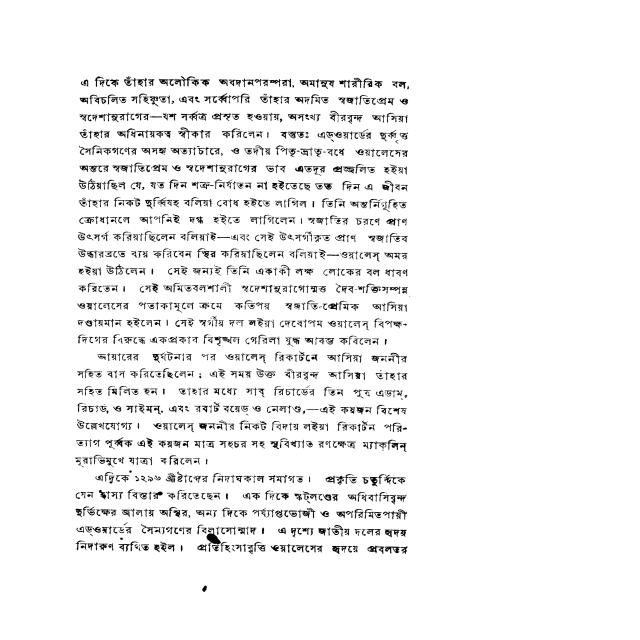 এ দিকে তাঁহার অলৌকিক অবদানপরম্পরা, অমানুষ শারীরিক বল,
অবিচলিত সহিষ্ণুতা, এবং সর্ব্বোপরি তাঁহার অদমিত স্বজাতিপ্রেম ও
স্বদেশানুরাগের—যশ সর্ব্বত্র প্রসৃত হওয়ায়, অসংখ্য বীরবৃন্দ আসিয়া
তাঁহার অধিনায়কত্ব স্বীকার করিলেন। বস্তুতঃ এড্ওয়ার্ডের দুর্ব্বৃত্ত
সৈনিকগণের অসহ্য অত্যাচারে, ও তদীয় পিতৃ-ভ্রাতৃ-বধে ওয়ালেসের
অন্তরে স্বজাতিপ্রেম ও স্বদেশানুরাগের ভাব এতদূর প্রজ্জলিত হইয়া
উঠিয়াছিল যে, যত দিন শত্রু-নির্যাতন না হইতেছে তত দিন এ জীবন
তাঁহার নিকট দুর্ব্বিষহ বলিয়া বোধ হইতে লাগিল। তিনি অন্তর্নিগূহিত
ক্রোধানলে আপনিই দগ্ধ হইতে লাগিলেন। স্বজাতির চরণে প্রাণ
উৎসর্গ করিয়াছিলেন বলিয়াই—এবং সেই উৎসর্গীকৃত প্রাণ স্বজাতির
উদ্ধারব্রতে ব্যয় করিবেন স্থির করিয়াছিলেন বলিয়াই—ওয়ালেস্ অমর
হইয়া উঠিলেন। সেই জন্যই তিনি একাকী লক্ষ লোকের বল ধারণ
করিতেন। সেই অমিতবলশালী স্বদেশানুরাগোন্মত্ত দৈব-শক্তিসম্পন্ন
ওয়ালেসের পতাকামূলে ক্রমে কতিপয় স্বজাতি-প্রেমিক আসিয়া
দণ্ডায়মান হইলেন। সেই স্বর্গীয় দল লইয়া দেবোপম ওয়ালেস্ বিপক্ষ-
দিগের বিরুদ্ধে একপ্রকার বিশৃঙ্খল গেরিলা যুদ্ধ আরম্ভ করিলেন।
আয়ারের দুর্ঘটনার পর ওয়ালেস্ রিকার্টনে আসিয়া জননীর
সহিত বাস করিতেছিলেন; এই সময় উক্ত বীরবৃন্দ আসিয়া তাঁহার
সহিত মিলিত হন। তাহার মধ্যে সার্ রিচার্ডের তিন পুত্র এডাম্,
রিচার্ড, ও সাইমন্, এবং রবার্ট বয়েড্ ও নেলাণ্ড,—এই কয়জন বিশেষ
উল্লেখযোগ্য। ওয়ালেস্ জননীর নিকট বিদায় লইয়া রিকার্টন পরি-
ত্যাগ পূর্ব্বক এই কয়জন মাত্র সহচর সহ সুবিখ্যাত রণক্ষেত্র ম্যাক্লিন্
মূরাভিমুখে যাত্রা করিলেন।
এদিকে ১২৯৬ খ্রীষ্টাব্দের নিদাঘকাল সমাগত। প্রকৃতি চতুর্দ্দিকে
যেন হাস্য বিস্তার করিতেছেন। এক দিকে স্কট্লণ্ডের অধিবাসিবৃন্দ
দুর্ভিক্ষের জ্বালায় অস্থির, অন্য দিকে পর্য্যাপ্তভোজী ও অপরিমিতপায়ী
এড্ওয়ার্ডের সৈন্যগণের বিলাসোন্মাদ। এ দৃশ্যে জাতীয় দলের হৃদয়
নিদারুণ ব্যথিত হইল। প্রতিহিংসাবৃত্তি ওয়ালেসের হৃদয়ে প্রবলতর